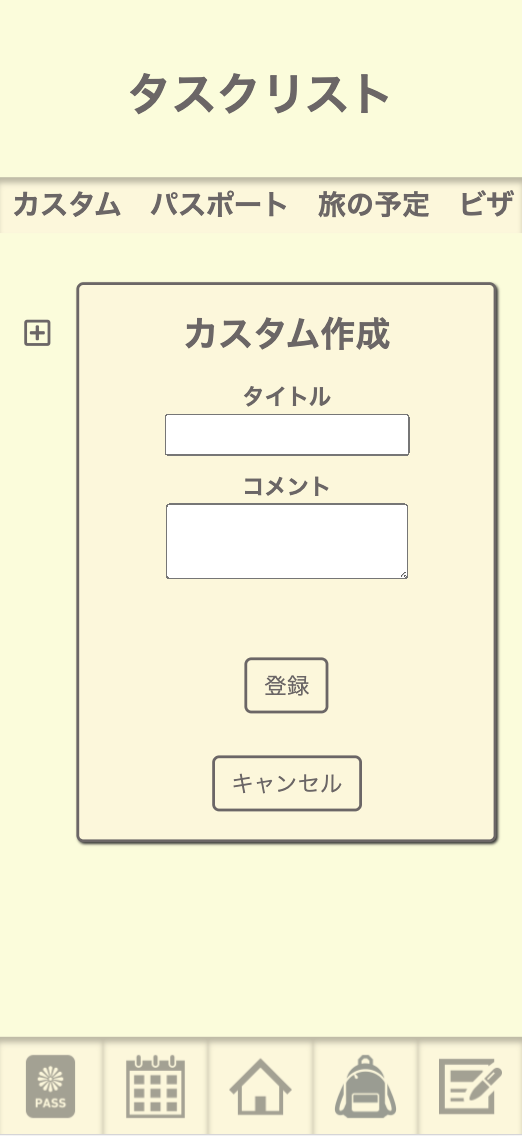 タスクリスト
カスタム パスポート 旅の予定 ビザ
カスタム作成
タイトル
コメント
登録
キャンセル
PASS